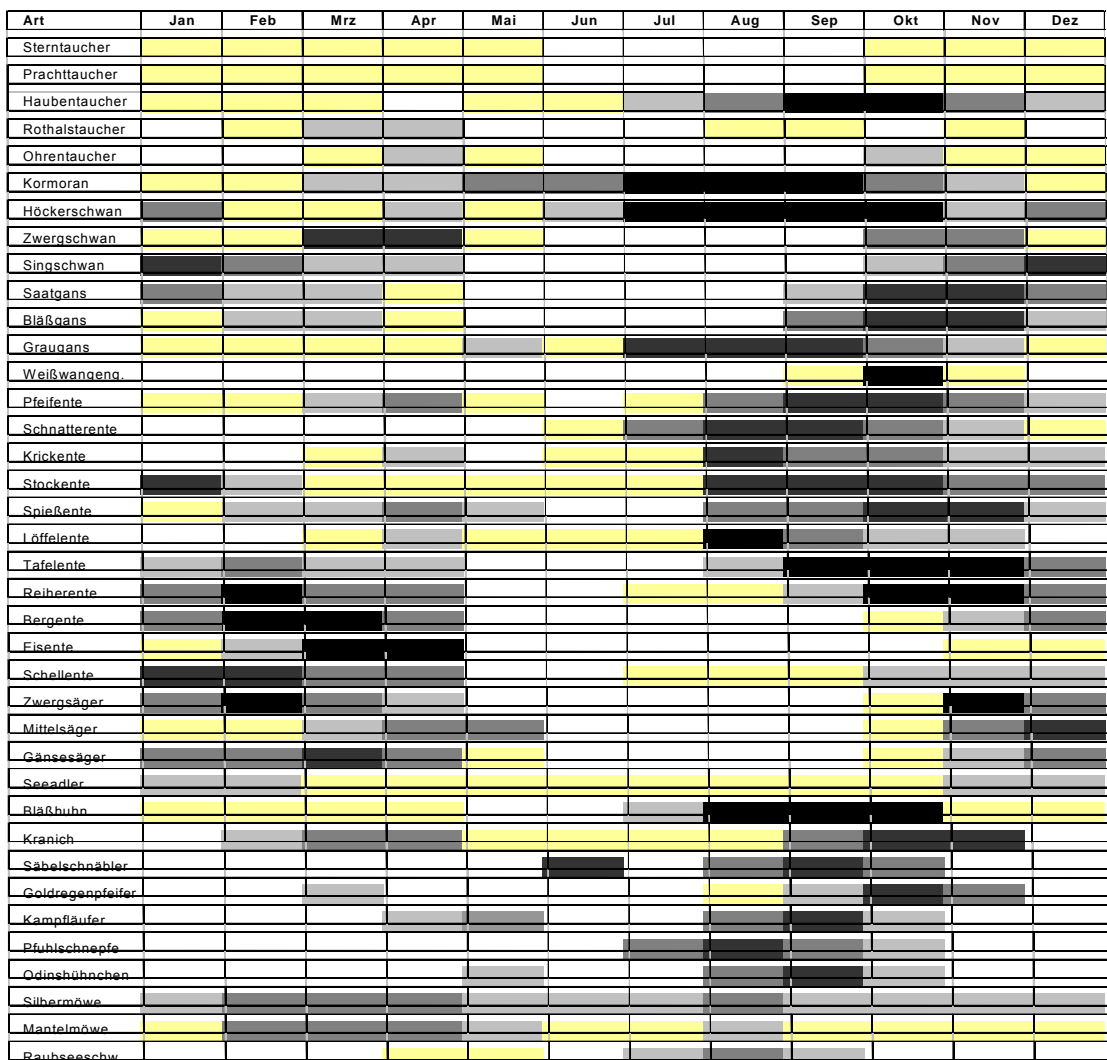 Art Jan Feb Mrz Apr Mai Jun Jul Aug Sep Okt Nov Dez
Sterntaucher
Prachttaucher
Haubentaucher
Rothalstaucher
Ohrentaucher
Kormoran
Höckerschwan
Zwergschwan
Singschwan
Saatgans
Bläßgans
Graugans
Weißwangeng.
Pfeifente
Schnatterente
Krickente
Stockente
Spießente
Löffelente
Tafelente
Reiherente
Bergente
Eisente
Schellente
Zwergsäger
Mittelsäger
Gänsesäger
Seeadler
Bläßhuhn
Kranich
Säbelschnäbler
Goldregenpfeifer
Kampfläufer
Pfuhlschnepfe
Odinshühnchen
Silbermöwe
Mantelmöwe
Raubseeschw.